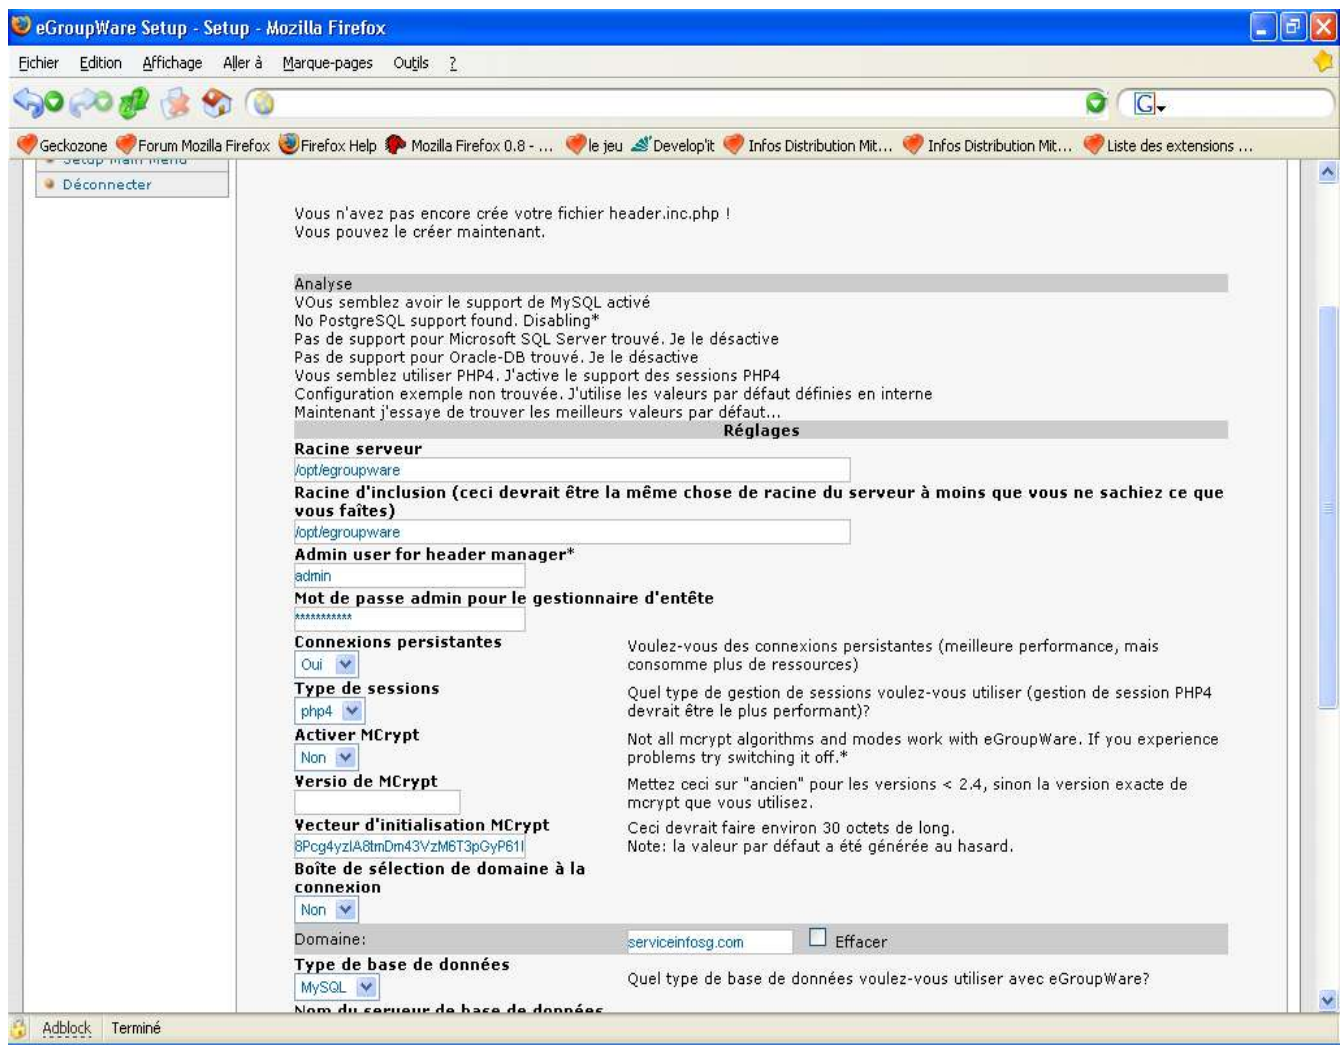 eGroupWare Setup - Setup - Mozilla Firefox
Fichier Edition Affichage Aller à Marque-pages Outils ?
G
Geckozone Forum Mozilla Firefox Firefox Help Mozilla Firefox 0.8 - ... le jeu Develop'it Infos Distribution Mit... Infos Distribution Mit... Liste des extensions ...
Setup Main Menu
Déconnecter
Vous n'avez pas encore crée votre fichier header.inc.php !
Vous pouvez le créer maintenant.
Analyse
VOus semblez avoir le support de MySQL activé
No PostgreSQL support found. Disabling*
Pas de support pour Microsoft SQL Server trouvé. Je le désactive
Pas de support pour Oracle-DB trouvé. Je le désactive
Vous semblez utiliser PHP4. J'active le support des sessions PHP4
Configuration exemple non trouvée. J'utilise les valeurs par défaut définies en interne
Maintenant j'essaye de trouver les meilleurs valeurs par défaut...
Réglages
Racine serveur
/opt/egroupware
Racine d'inclusion (ceci devrait être la même chose de racine du serveur à moins que vous ne sachiez ce que
vous faîtes)
/opt/egroupware
Admin user for header manager*
admin
Mot de passe admin pour le gestionnaire d'entête
***********
Connexions persistantes
Oui
Voulez-vous des connexions persistantes (meilleure performance, mais
consomme plus de ressources)
Type de sessions
php4
Quel type de gestion de sessions voulez-vous utiliser (gestion de session PHP4
devrait être le plus performant)?
Activer MCrypt
Non
Not all mcrypt algorithms and modes work with eGroupWare. If you experience
problems try switching it off.*
Versio de MCrypt
Mettez ceci sur "ancien" pour les versions < 2.4, sinon la version exacte de
mcrypt que vous utilisez.
Vecteur d'initialisation MCrypt
8Pcg4yzIA8tmDm43VzM6T3pGyP61I
Ceci devrait faire environ 30 octets de long.
Note: la valeur par défaut a été générée au hasard.
Boîte de sélection de domaine à la
connexion
Non
Domaine: serviceinfosg.com Effacer
Type de base de données
MySQL
Quel type de base de données voulez-vous utiliser avec eGroupWare?
Nom du serveur de base de données
Adblock Terminé